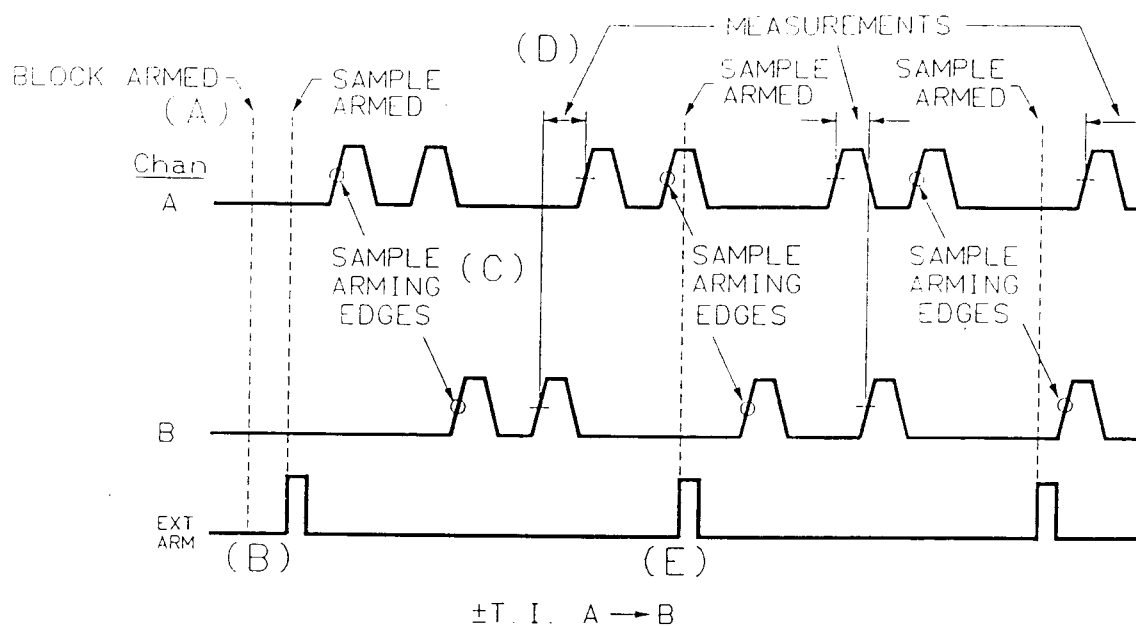 MEASUREMENTS
(D)
BLOCK ARMED
(A)
SAMPLE
ARMED
SAMPLE
ARMED
SAMPLE
ARMED
Chan
A
SAMPLE
ARMING
EDGES
(C)
SAMPLE
ARMING
EDGES
SAMPLE
ARMING
EDGES
B
EXT
ARM
(B)
(E)
±T.I. A → B